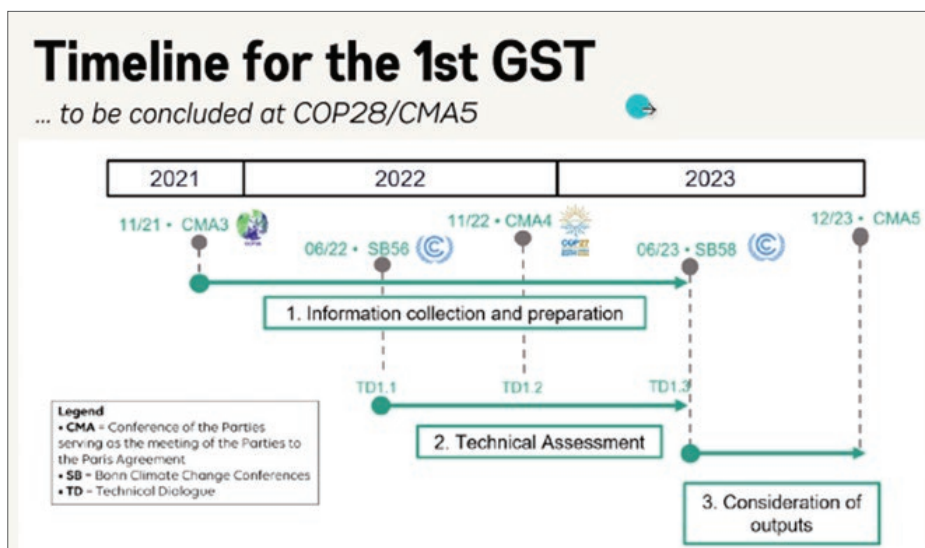 Timeline for the 1st GST
... to be concluded at COP28/CMA5
2021
2022
2023
11/21 • CMA3
06/22 • SB56
11/22 • CMA4
COP27
06/23 • SB58
12/23 • CMA5
1. Information collection and preparation
TD1.1
TD1.2
TD1.3
2. Technical Assessment
3. Consideration of
outputs
Legend
• CMA = Conference of the Parties
serving as the meeting of the Parties to
the Paris Agreement
• SB = Bonn Climate Change Conferences
• TD = Technical Dialogue